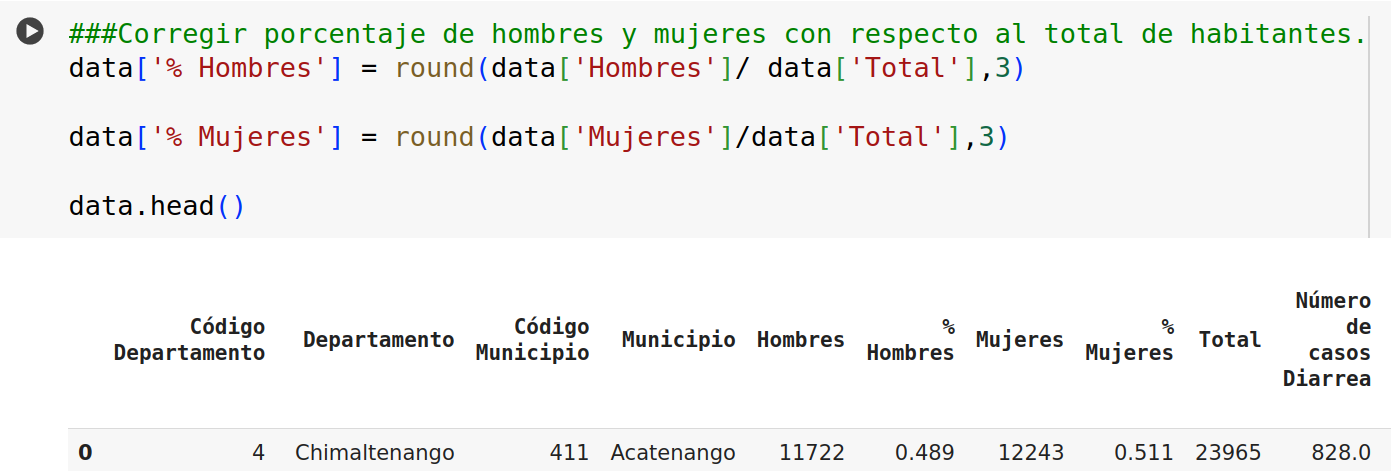 ###Corregir porcentaje de hombres y mujeres con respecto al total de habitantes.
data['% Hombres'] = round(data['Hombres']/ data['Total'],3)
data['% Mujeres'] = round(data['Mujeres']/data['Total'],3)
data.head()
Código Departamento Departamento Código Municipio Municipio Hombres % Hombres Mujeres % Mujeres Total Número de casos Diarrea
0 4 Chimaltenango 411 Acatenango 11722 0.489 12243 0.511 23965 828.0